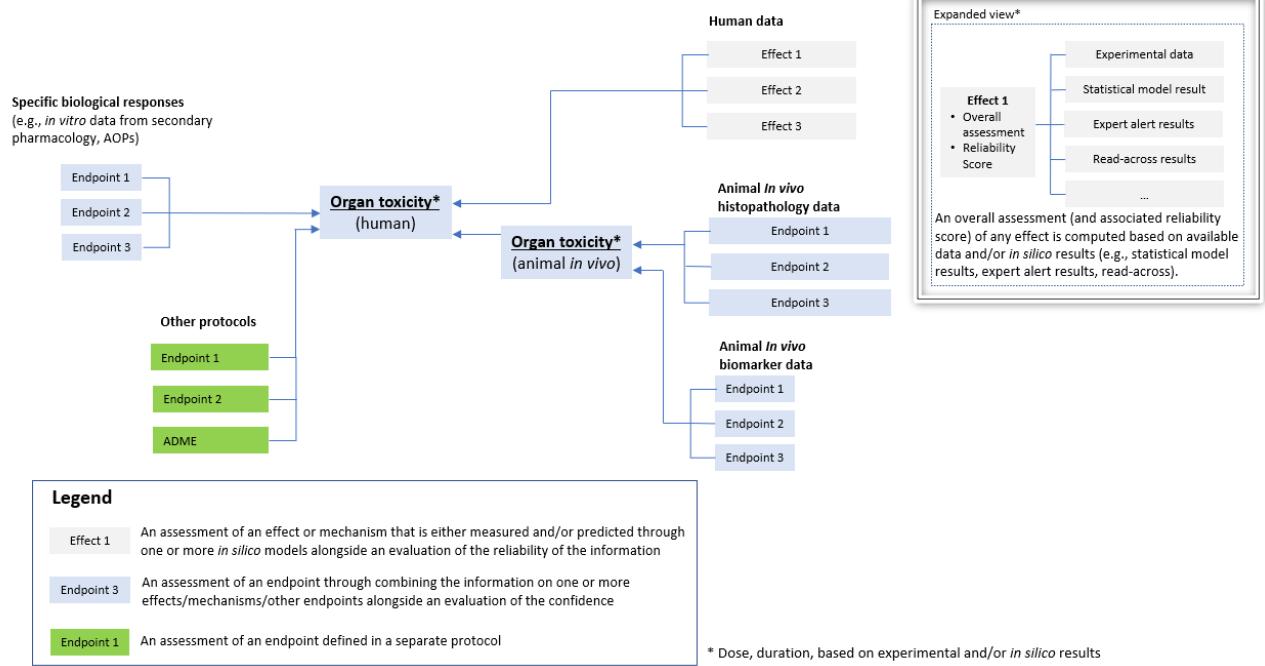 Human data
Effect 1
Effect 2
Effect 3
Expanded view*
Effect 1
• Overall
assessment
• Reliability
Score
Experimental data
Statistical model result
Expert alert results
Read-across results
...
An overall assessment (and associated reliability
score) of any effect is computed based on available
data and/or in silico results (e.g., statistical model
results, expert alert results, read-across).
Specific biological responses
(e.g., in vitro data from secondary
pharmacology, AOPs)
Endpoint 1
Endpoint 2
Endpoint 3
Organ toxicity*
(human)
Organ toxicity*
(animal in vivo)
Animal In vivo
histopathology data
Endpoint 1
Endpoint 2
Endpoint 3
Other protocols
Endpoint 1
Endpoint 2
ADME
Animal In vivo
biomarker data
Endpoint 1
Endpoint 2
Endpoint 3
Legend
Effect 1
An assessment of an effect or mechanism that is either measured and/or predicted through
one or more in silico models alongside an evaluation of the reliability of the information
Endpoint 3
An assessment of an endpoint through combining the information on one or more
effects/mechanisms/other endpoints alongside an evaluation of the confidence
Endpoint 1
An assessment of an endpoint defined in a separate protocol
* Dose, duration, based on experimental and/or in silico results